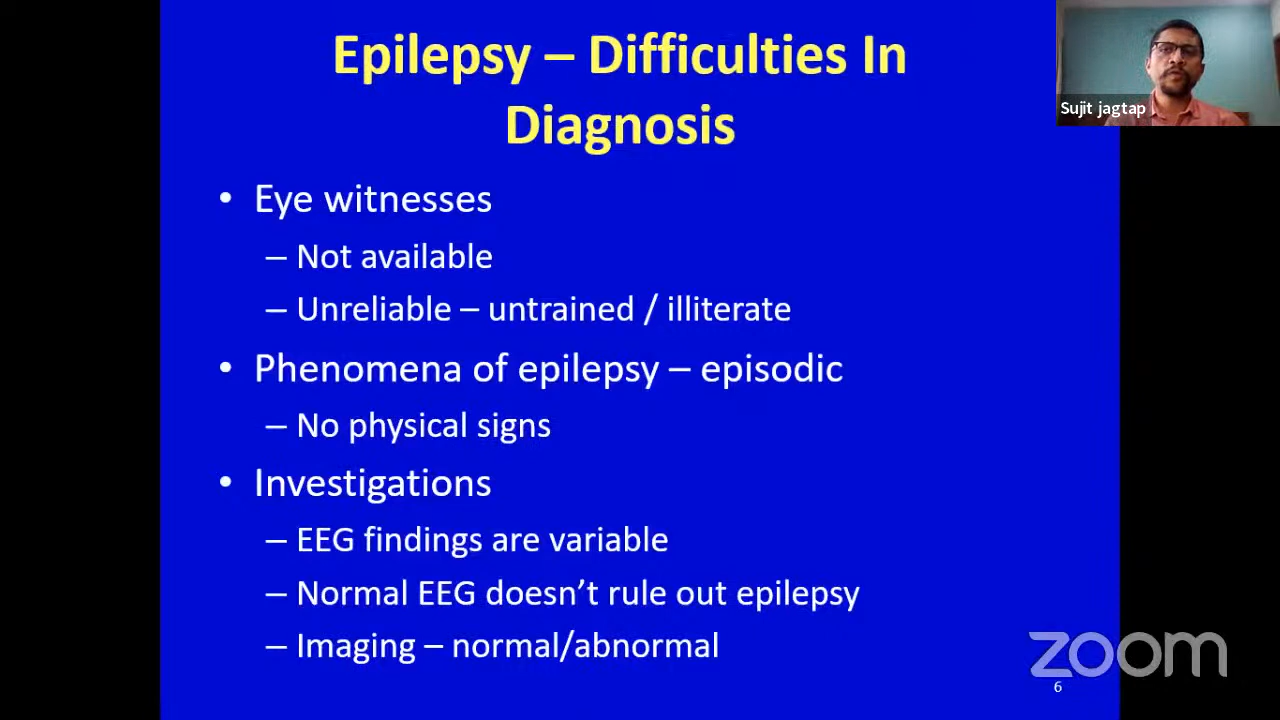 Epilepsy – Difficulties In
Diagnosis
Sujit jagtap
• Eye witnesses
– Not available
– Unreliable – untrained / illiterate
• Phenomena of epilepsy – episodic
– No physical signs
• Investigations
– EEG findings are variable
– Normal EEG doesn’t rule out epilepsy
– Imaging – normal/abnormal
zoom
6